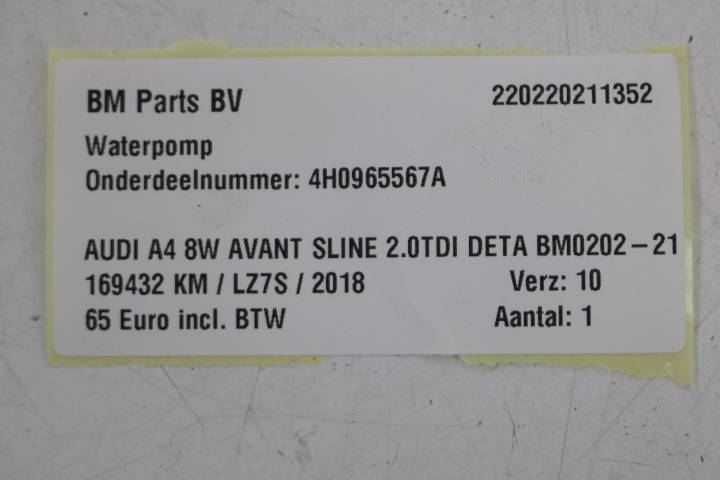 BM Parts BV 220220211352
Waterpomp
Onderdeelnummer: 4H0965567A
AUDI A4 8W AVANT SLINE 2.0TDI DETA BM0202-21
169432 KM / LZ7S / 2018 Verz: 10
65 Euro incl. BTW Aantal: 1